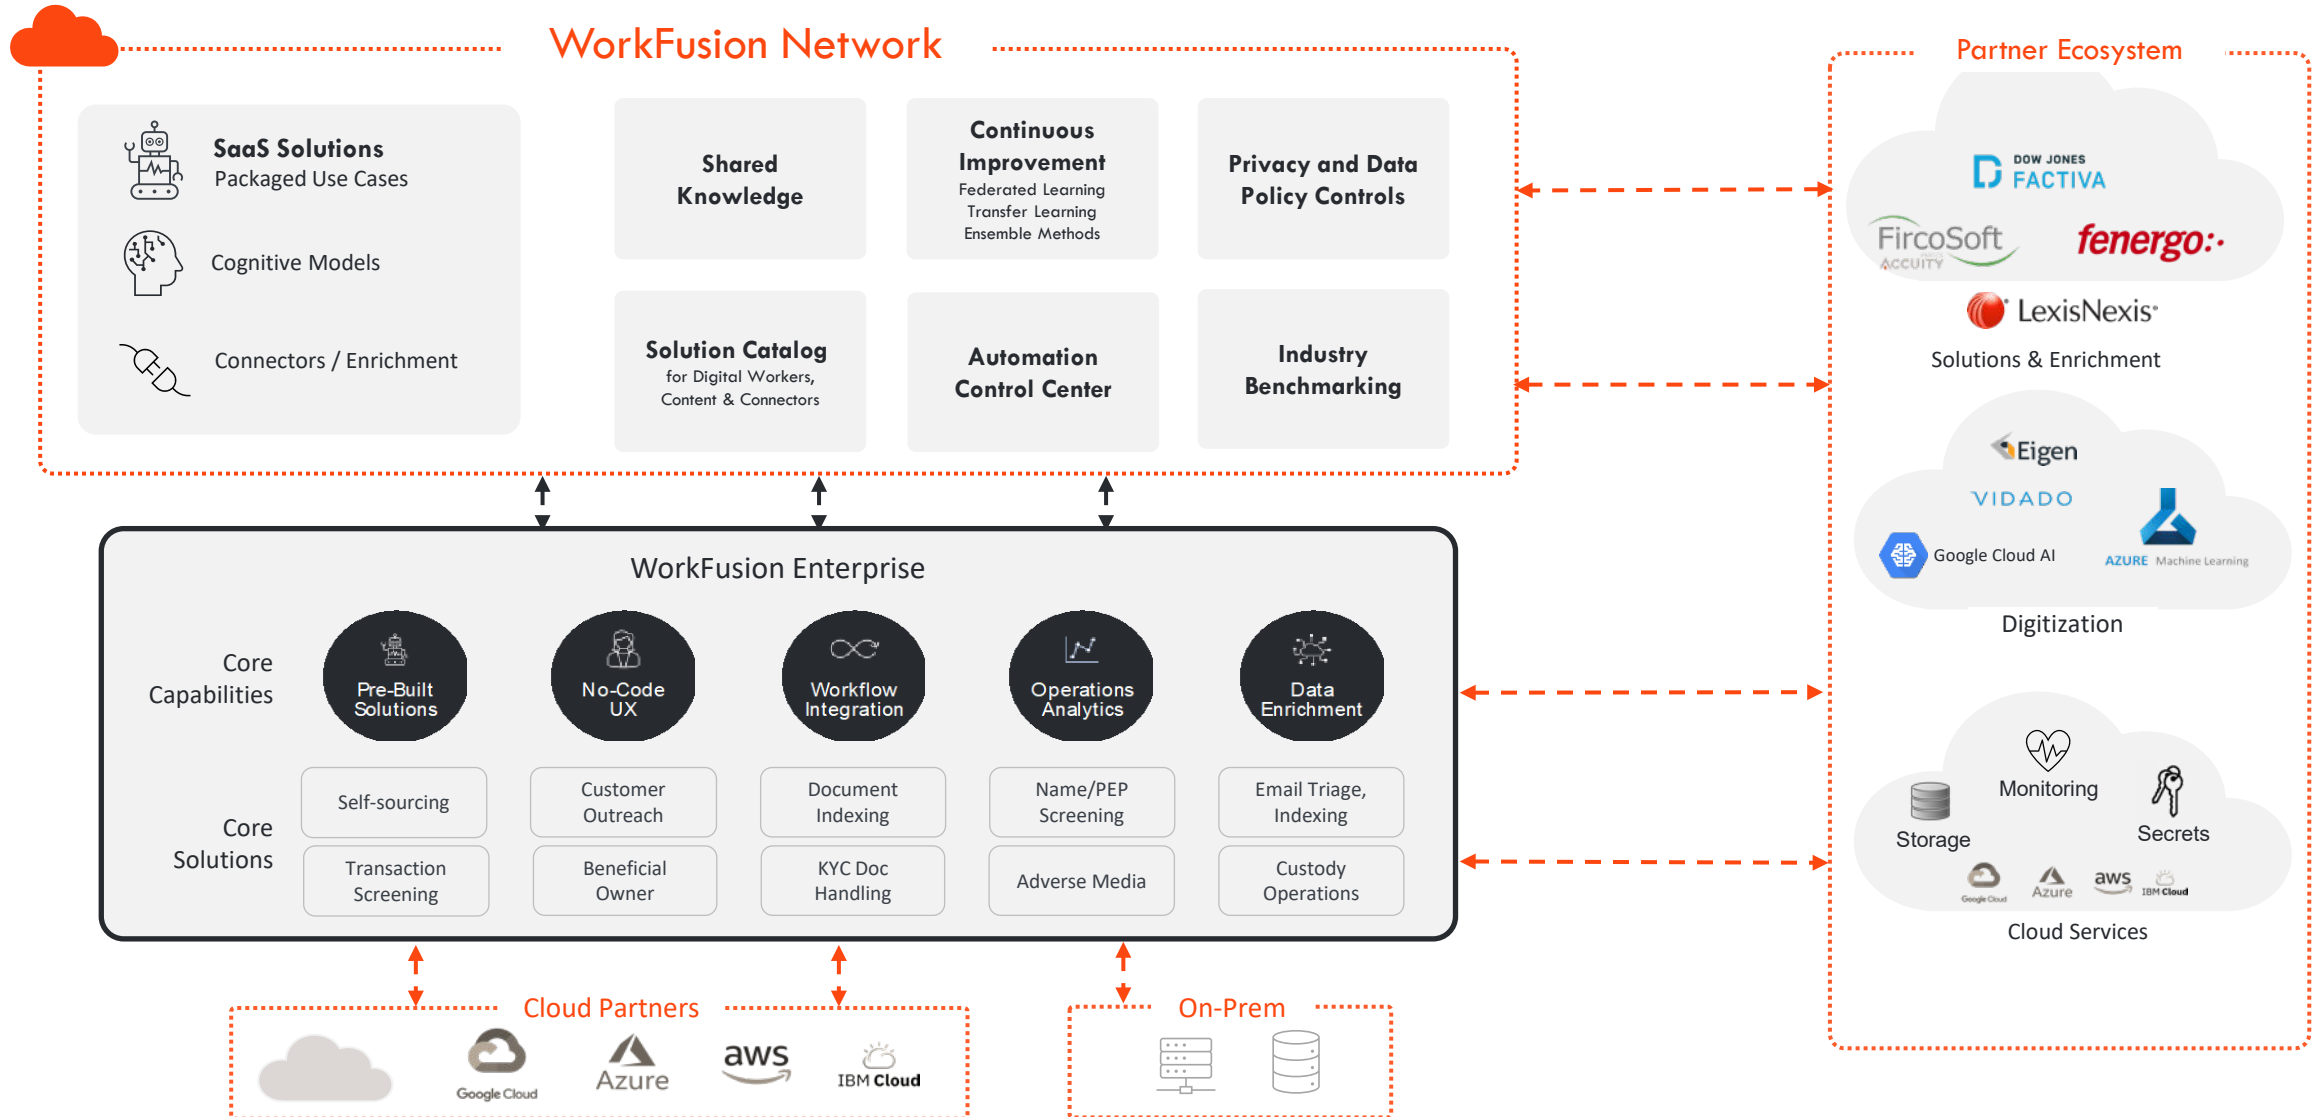 WorkFusion Network
SaaS Solutions
Packaged Use Cases
Cognitive Models
Connectors / Enrichment
Shared
Knowledge
Continuous
Improvement
Federated Learning
Transfer Learning
Ensemble Methods
Privacy and Data
Policy Controls
Solution Catalog
for Digital Workers,
Content & Connectors
Automation
Control Center
Industry
Benchmarking
WorkFusion Enterprise
Core
Capabilities
Pre-Built
Solutions
No-Code
UX
Workflow
Integration
Operations
Analytics
Data
Enrichment
Core
Solutions
Self-sourcing
Customer
Outreach
Document
Indexing
Name/PEP
Screening
Email Triage,
Indexing
Transaction
Screening
Beneficial
Owner
KYC Doc
Handling
Adverse Media
Custody
Operations
Cloud Partners
Google Cloud
Azure
aws
IBM Cloud
On-Prem
Partner Ecosystem
DOW JONES
FACTIVA
FircoSoft
ACCUITY
fenergo:·
LexisNexis®
Solutions & Enrichment
Eigen
VIDADO
Google Cloud AI
AZURE Machine Learning
Digitization
Monitoring
Storage
Secrets
Google Cloud
Azure
aws
IBM Cloud
Cloud Services